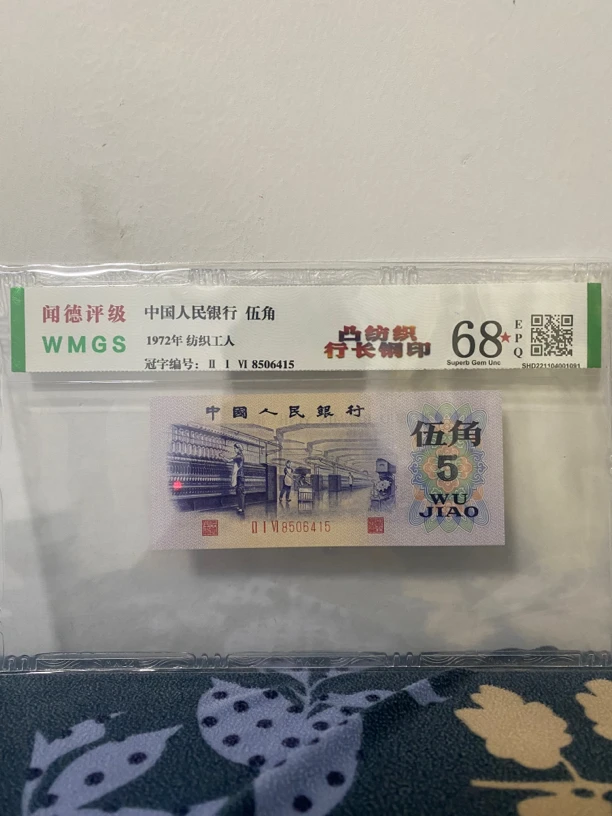 闻德评级
WMGS
中国人民银行 伍角
1972年 纺织工人
冠字编号: Ⅱ Ⅰ Ⅵ 8506415
凸纺织
行长铜印
68★
EPQ
Superb Gem Unc
SHD221104001091
中國人民銀行
伍角
5
WU
JIAO
Ⅱ Ⅰ Ⅵ 8506415